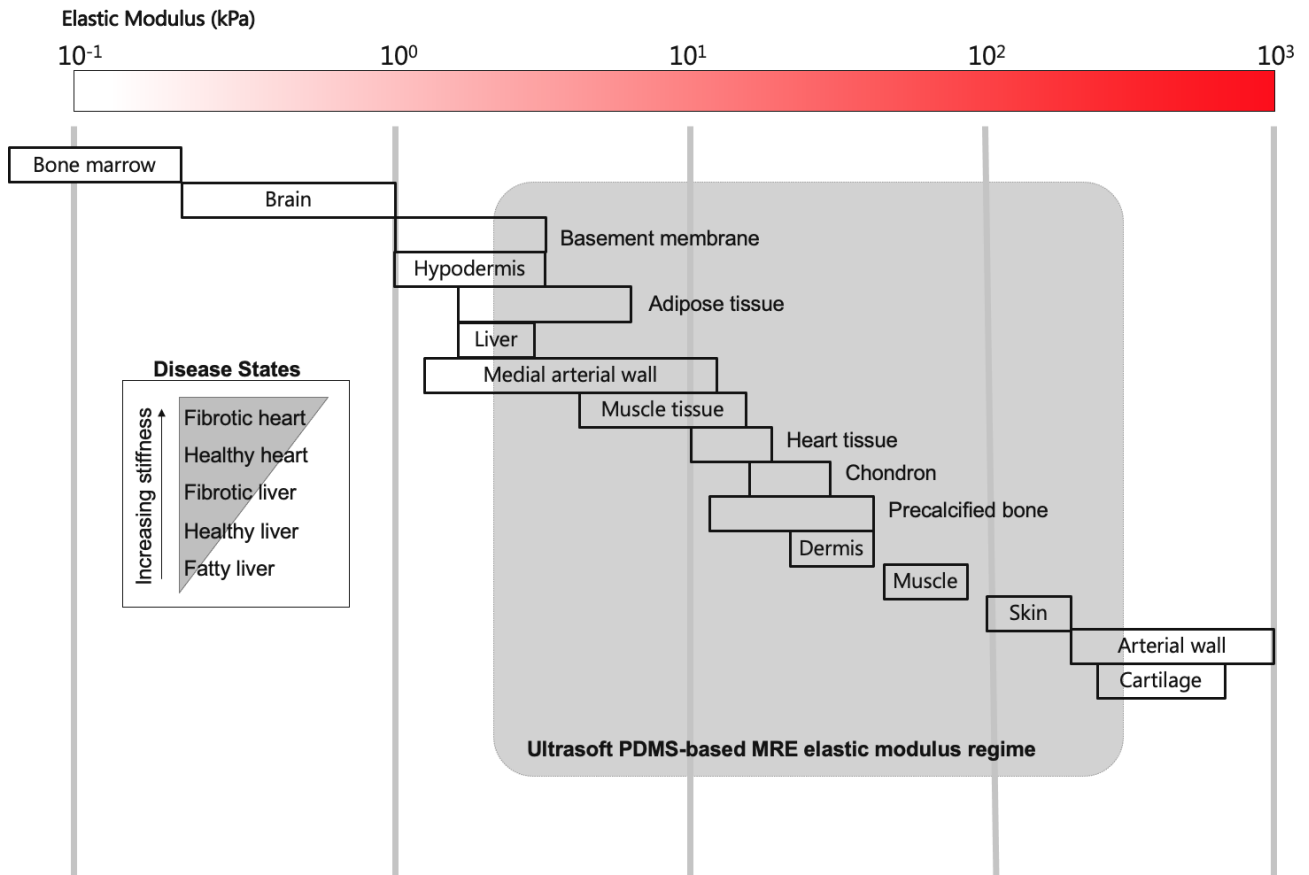 Elastic Modulus (kPa)
10-1 100 101 102 103
Bone marrow
Brain
Basement membrane
Hypodermis
Adipose tissue
Liver
Medial arterial wall
Muscle tissue
Heart tissue
Chondron
Precalcified bone
Dermis
Muscle
Skin
Arterial wall
Cartilage
Ultrasoft PDMS-based MRE elastic modulus regime
Disease States
Increasing stiffness
Fibrotic heart
Healthy heart
Fibrotic liver
Healthy liver
Fatty liver